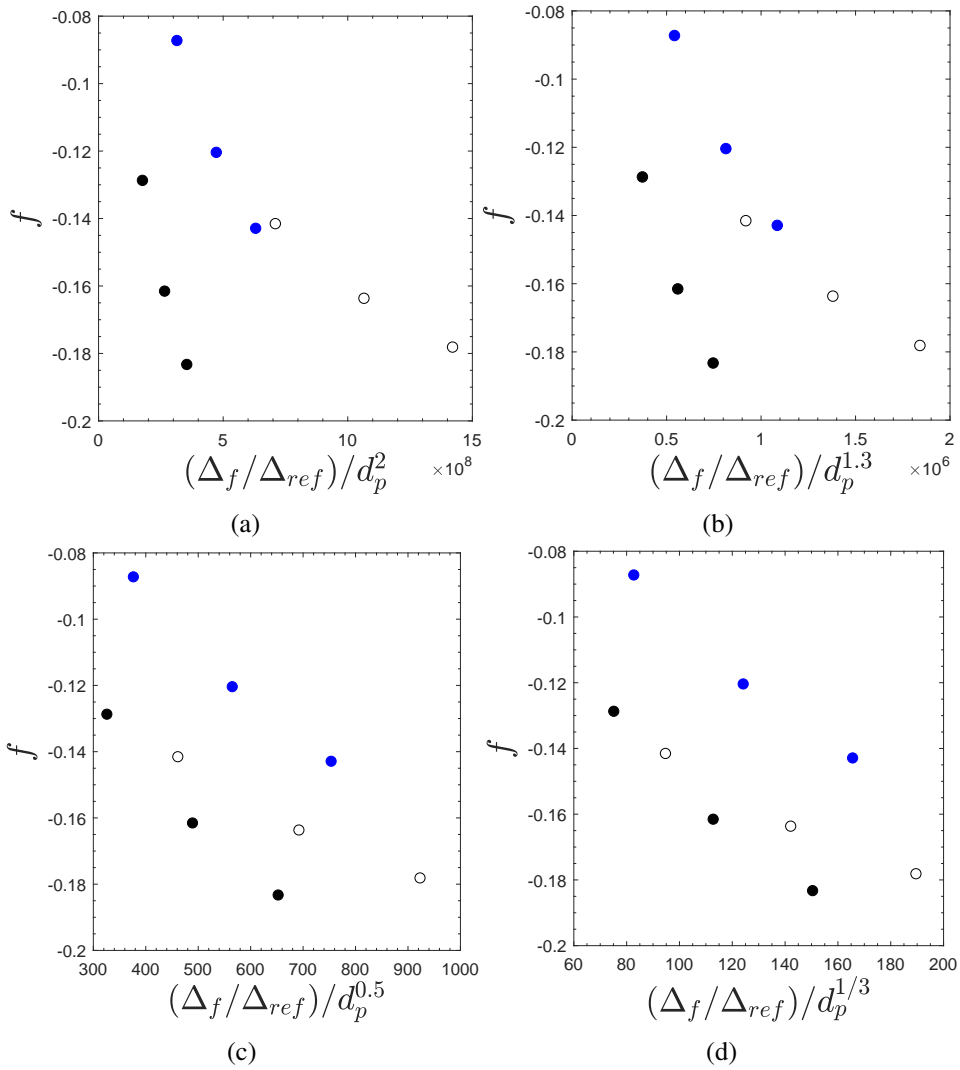 -0.08
-0.1
-0.12
-0.14
-0.16
-0.18
-0.2
f
0 5 10 15
×10^8
(Δ_f/Δ_ref)/d_p^2
(a)
-0.08
-0.1
-0.12
-0.14
-0.16
-0.18
-0.2
f
0 0.5 1 1.5 2
×10^6
(Δ_f/Δ_ref)/d_p^1.3
(b)
-0.08
-0.1
-0.12
-0.14
-0.16
-0.18
-0.2
f
300 400 500 600 700 800 900 1000
(Δ_f/Δ_ref)/d_p^0.5
(c)
-0.08
-0.1
-0.12
-0.14
-0.16
-0.18
-0.2
f
60 80 100 120 140 160 180 200
(Δ_f/Δ_ref)/d_p^1/3
(d)